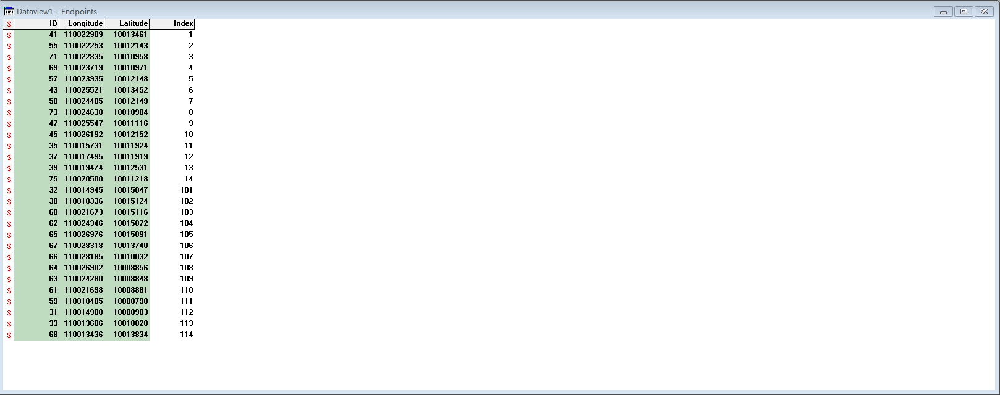 Dataview1 - Endpoints
$ ID Longitude Latitude Index
$ 41 110022909 10013461 1
$ 55 110022253 10012143 2
$ 71 110022835 10010958 3
$ 69 110023719 10010971 4
$ 57 110023935 10012148 5
$ 43 110025521 10013452 6
$ 58 110024405 10012149 7
$ 73 110024630 10010984 8
$ 47 110025547 10011116 9
$ 45 110026192 10012152 10
$ 35 110015731 10011924 11
$ 37 110017495 10011919 12
$ 39 110019474 10012531 13
$ 75 110020500 10011218 14
$ 32 110014945 10015047 101
$ 30 110018336 10015124 102
$ 60 110021673 10015116 103
$ 62 110024346 10015072 104
$ 65 110026976 10015091 105
$ 67 110028318 10013740 106
$ 66 110028185 10010032 107
$ 64 110026902 10008856 108
$ 63 110024280 10008848 109
$ 61 110021698 10008881 110
$ 59 110018485 10008790 111
$ 31 110014908 10008983 112
$ 33 110013606 10010028 113
$ 68 110013436 10013834 114